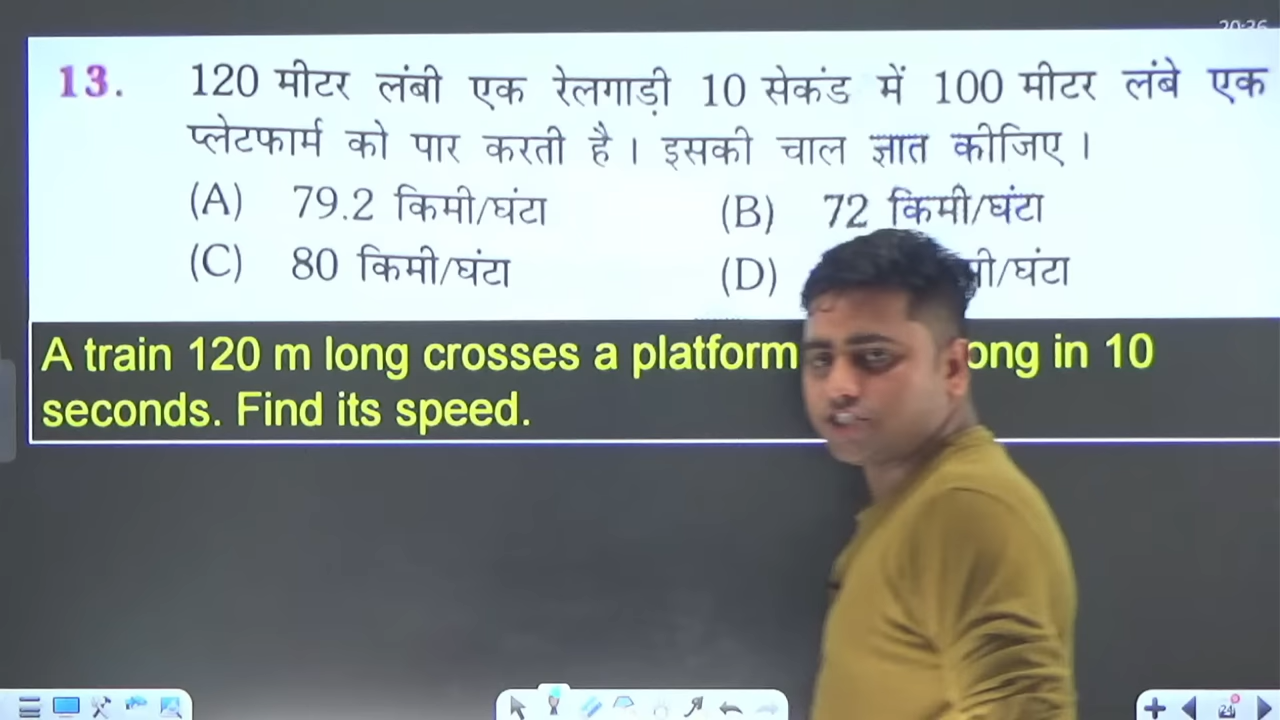 13. 120 मीटर लंबी एक रेलगाड़ी 10 सेकंड में 100 मीटर लंबे एक
प्लेटफार्म को पार करती है। इसकी चाल ज्ञात कीजिए।
(A) 79.2 किमी/घंटा (B) 72 किमी/घंटा
(C) 80 किमी/घंटा (D) /घंटा
A train 120 m long crosses a platform in 10
seconds. Find its speed.
24